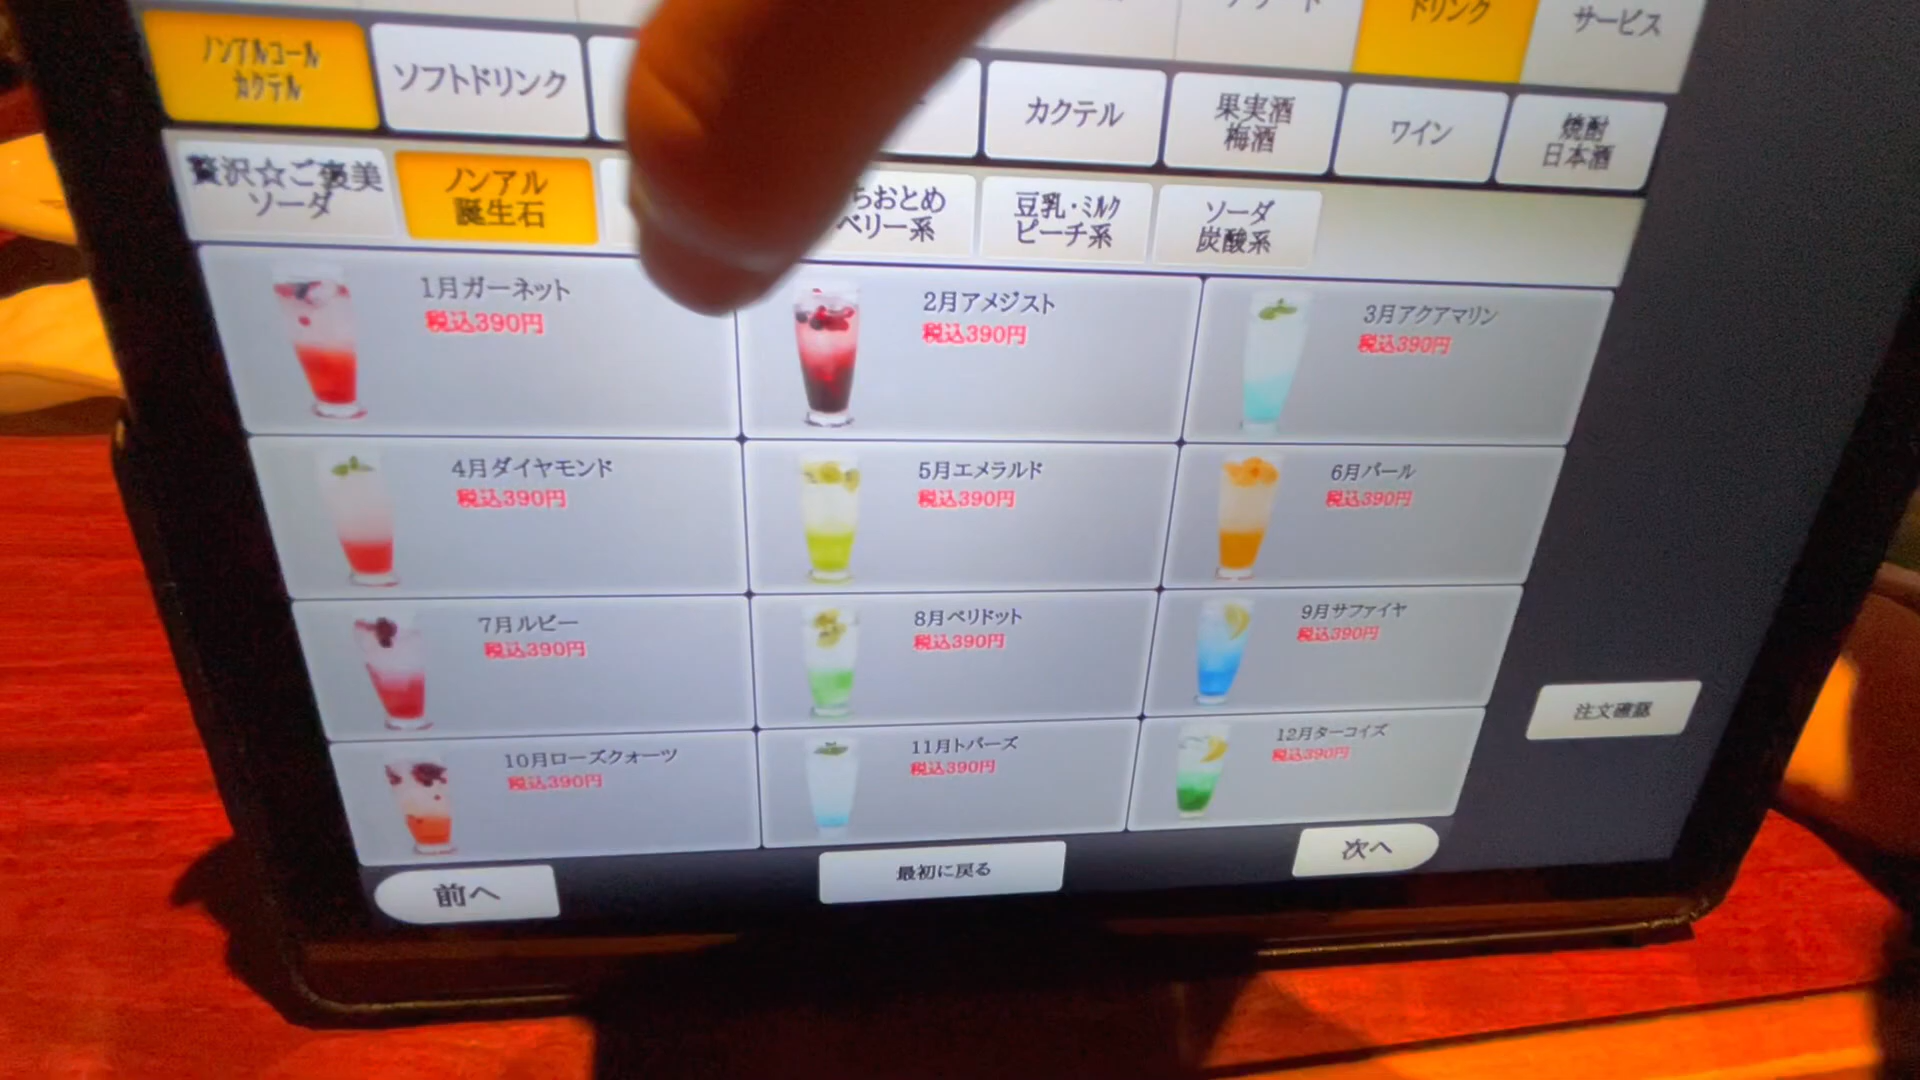 ドリンク
サービス
ノンアルコール
カクテル
ソフトドリンク
カクテル
果実酒
梅酒
ワイン
焼酎
日本酒
贅沢☆ご褒美
ソーダ
ノンアル
誕生石
ちおとめ
ベリー系
豆乳・ミルク
ピーチ系
ソーダ
炭酸系
1月ガーネット
税込390円
2月アメジスト
税込390円
3月アクアマリン
税込390円
4月ダイヤモンド
税込390円
5月エメラルド
税込390円
6月パール
税込390円
7月ルビー
税込390円
8月ペリドット
税込390円
9月サファイヤ
税込390円
10月ローズクォーツ
税込390円
11月トパーズ
税込390円
12月ターコイズ
税込390円
注文確認
前へ
最初に戻る
次へ